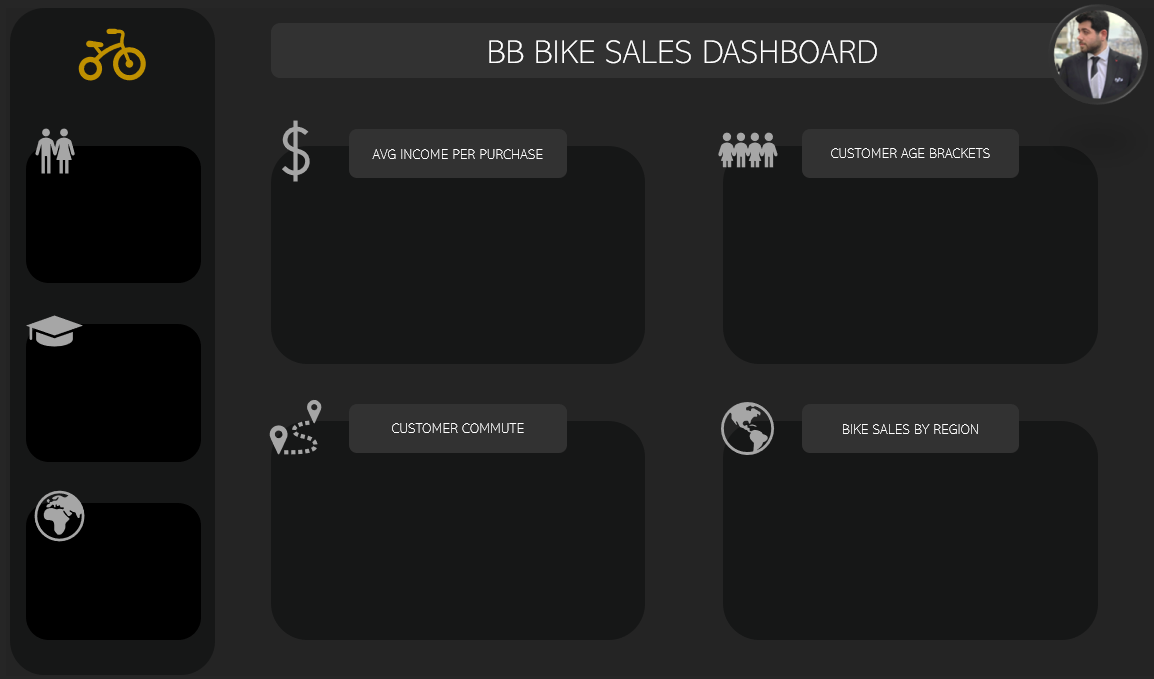 BB BIKE SALES DASHBOARD
AVG INCOME PER PURCHASE
CUSTOMER AGE BRACKETS
CUSTOMER COMMUTE
BIKE SALES BY REGION